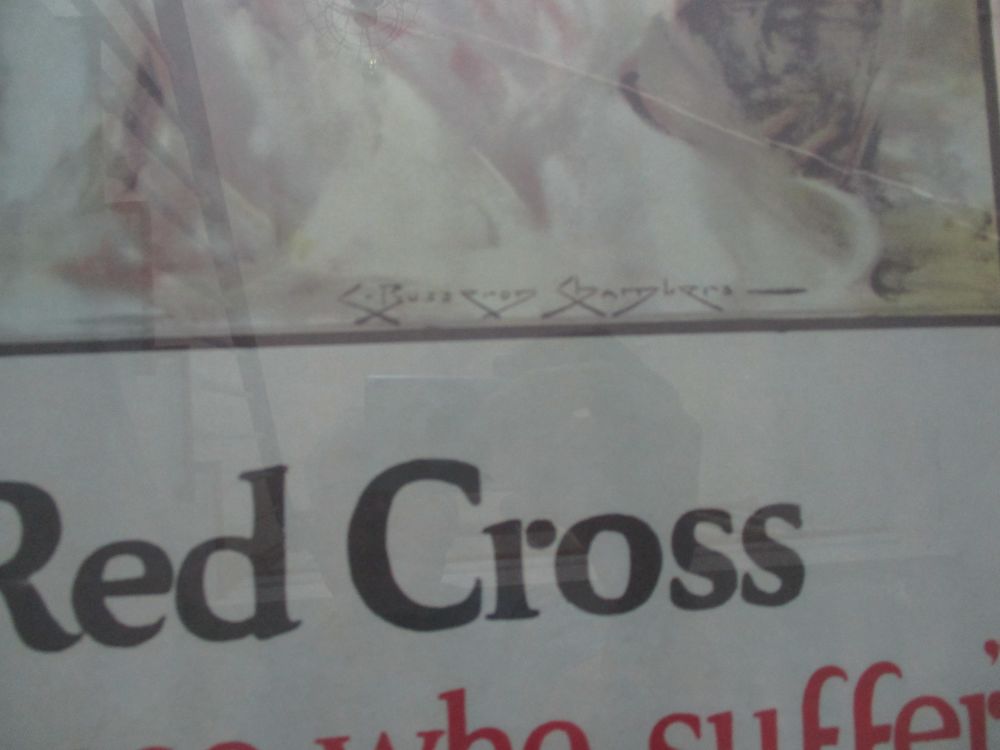 C-Bosseron Chambers —
Red Cross
who suffer"